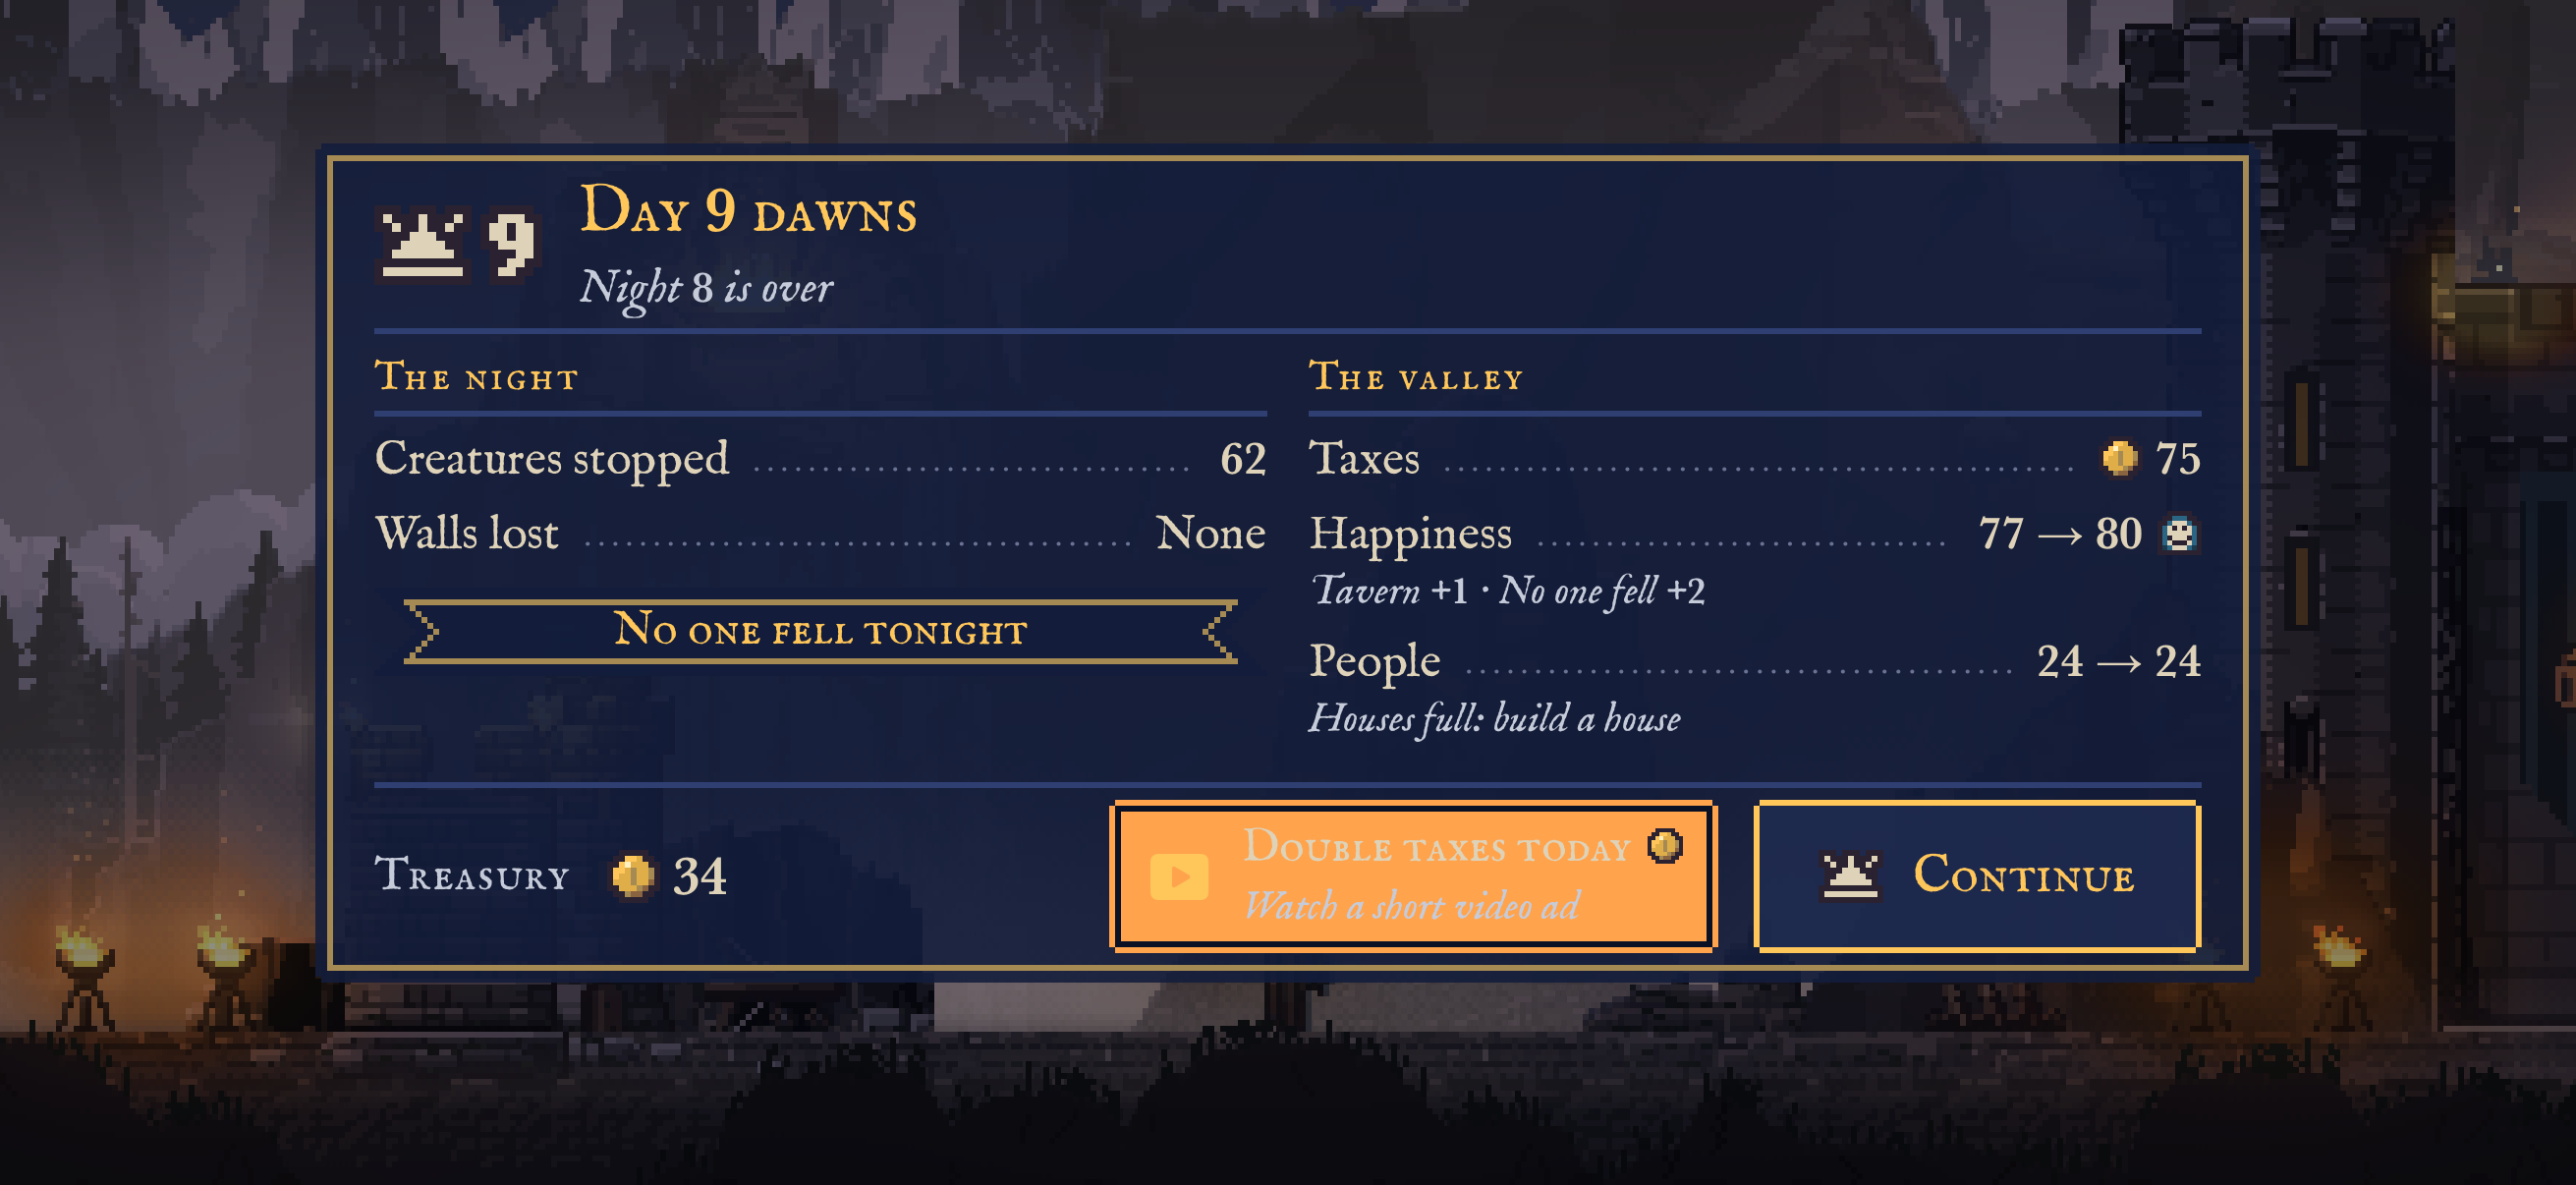 9
Day 9 dawns
Night 8 is over
The night
Creatures stopped 62
Walls lost None
No one fell tonight
The valley
Taxes 75
Happiness 77 → 80
Tavern +1 · No one fell +2
People 24 → 24
Houses full: build a house
Treasury 34
Double taxes today
Watch a short video ad
Continue